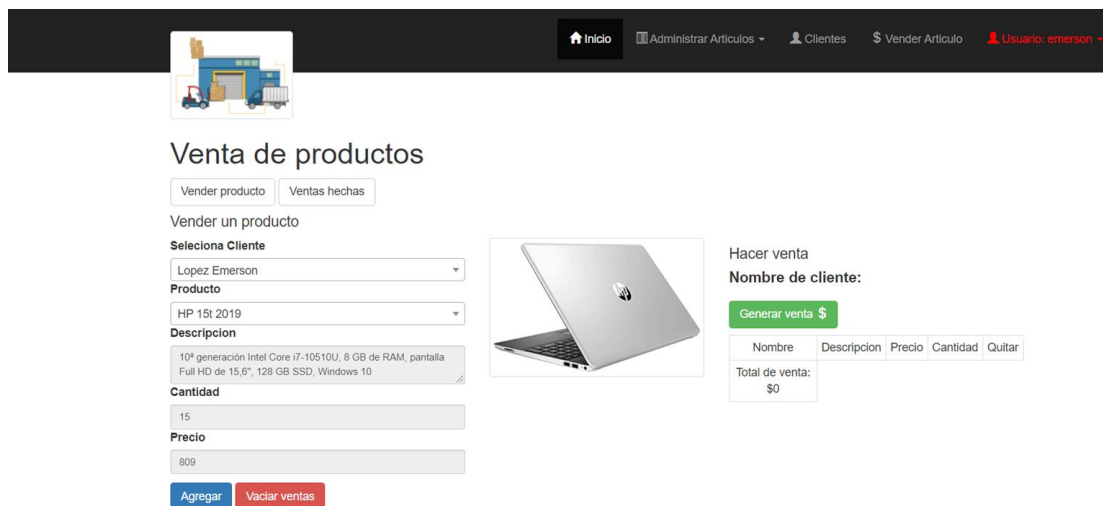 Inicio
Administrar Articulos
Clientes
$ Vender Articulo
Usuario: emerson
Venta de productos
Vender producto
Ventas hechas
Vender un producto
Seleciona Cliente
Lopez Emerson
Producto
HP 15t 2019
Descripcion
10ª generación Intel Core i7-10510U, 8 GB de RAM, pantalla
Full HD de 15,6", 128 GB SSD, Windows 10
Cantidad
15
Precio
809
Agregar
Vaciar ventas
hp
Hacer venta
Nombre de cliente:
Generar venta $
Nombre Descripcion Precio Cantidad Quitar
Total de venta:
$0